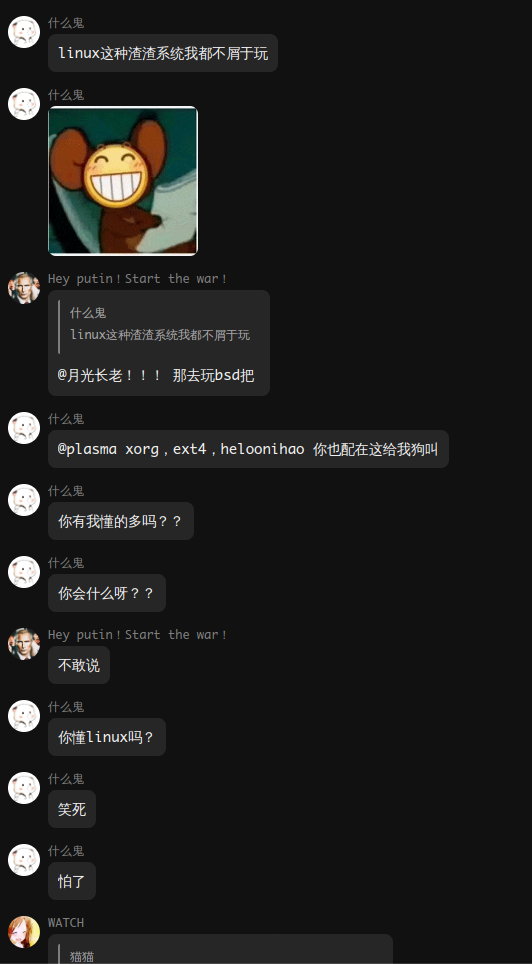 什么鬼
linux这种渣渣系统我都不屑于玩
什么鬼
Hey putin！Start the war！
什么鬼
linux这种渣渣系统我都不屑于玩
@月光长老！！！ 那去玩bsd把
什么鬼
@plasma xorg，ext4，heloonihao 你也配在这给我狗叫
什么鬼
你有我懂的多吗？？
什么鬼
你会什么呀？？
Hey putin！Start the war！
不敢说
什么鬼
你懂linux吗？
什么鬼
笑死
什么鬼
怕了
WATCH
猫猫